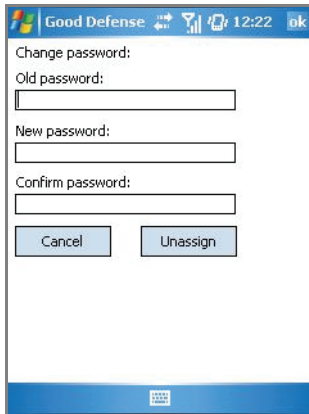 Good Defense 12:22 ok
Change password:
Old password:
New password:
Confirm password:
Cancel Unassign